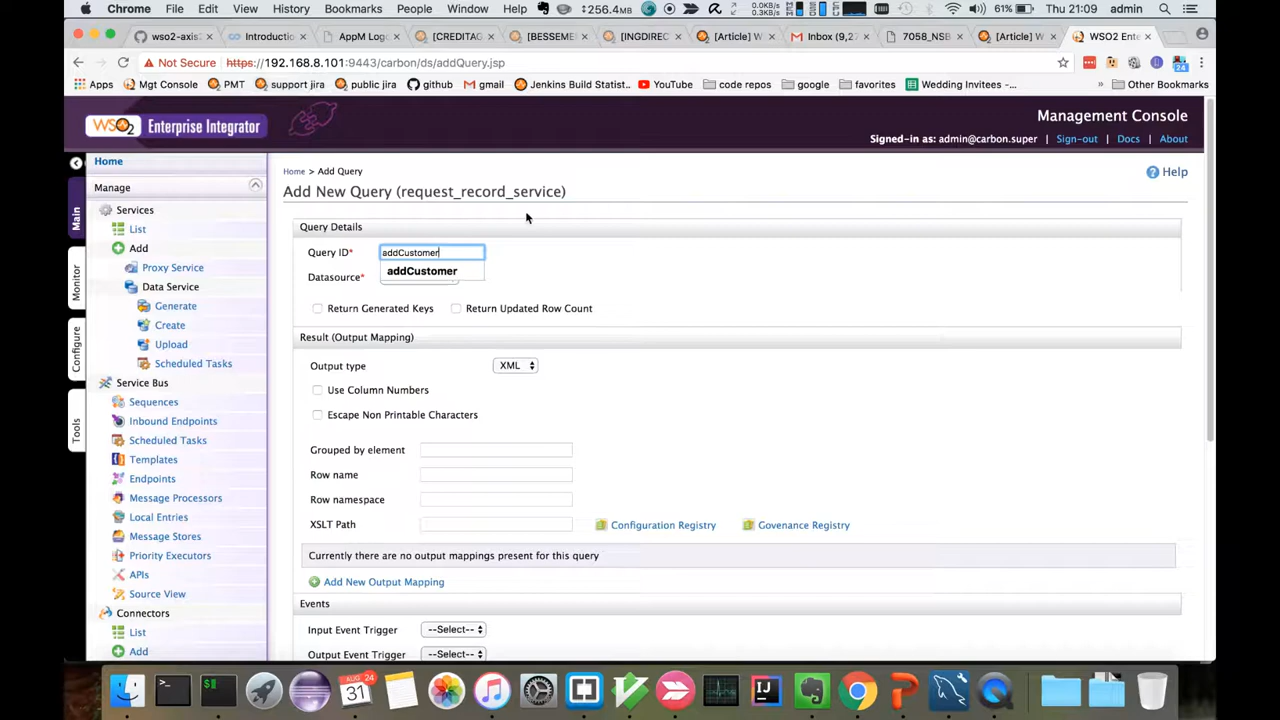 Chrome File Edit View History Bookmarks People Window Help 256.4M 0.0KB/s 0.3KB/s 61% Thu 21:09 admin
wso2-axis2 Introduction AppM Logo [CREDITAG [BESSEME [INGDIREC [Article] W Inbox (9,27 7058_NSB [Article] W WSO2 Ente
Not Secure https://192.168.8.101:9443/carbon/ds/addQuery.jsp
Apps Mgt Console PMT support jira public jira github gmail Jenkins Build Statist.. YouTube code repos google favorites Wedding Invitees -... » Other Bookmarks
WSO2 Enterprise Integrator
Management Console
Signed-in as: admin@carbon.super | Sign-out | Docs | About
Main
Monitor
Configure
Tools
Home
Manage
Services
List
Add
Proxy Service
Data Service
Generate
Create
Upload
Scheduled Tasks
Service Bus
Sequences
Inbound Endpoints
Scheduled Tasks
Templates
Endpoints
Message Processors
Local Entries
Message Stores
Priority Executors
APIs
Source View
Connectors
List
Add
Home > Add Query
Help
Add New Query (request_record_service)
Query Details
Query ID* addCustomer
addCustomer
Datasource*
Return Generated Keys Return Updated Row Count
Result (Output Mapping)
Output type XML
Use Column Numbers
Escape Non Printable Characters
Grouped by element
Row name
Row namespace
XSLT Path Configuration Registry Govenance Registry
Currently there are no output mappings present for this query
Add New Output Mapping
Events
Input Event Trigger --Select--
Output Event Trigger --Select--
AUG 24
31